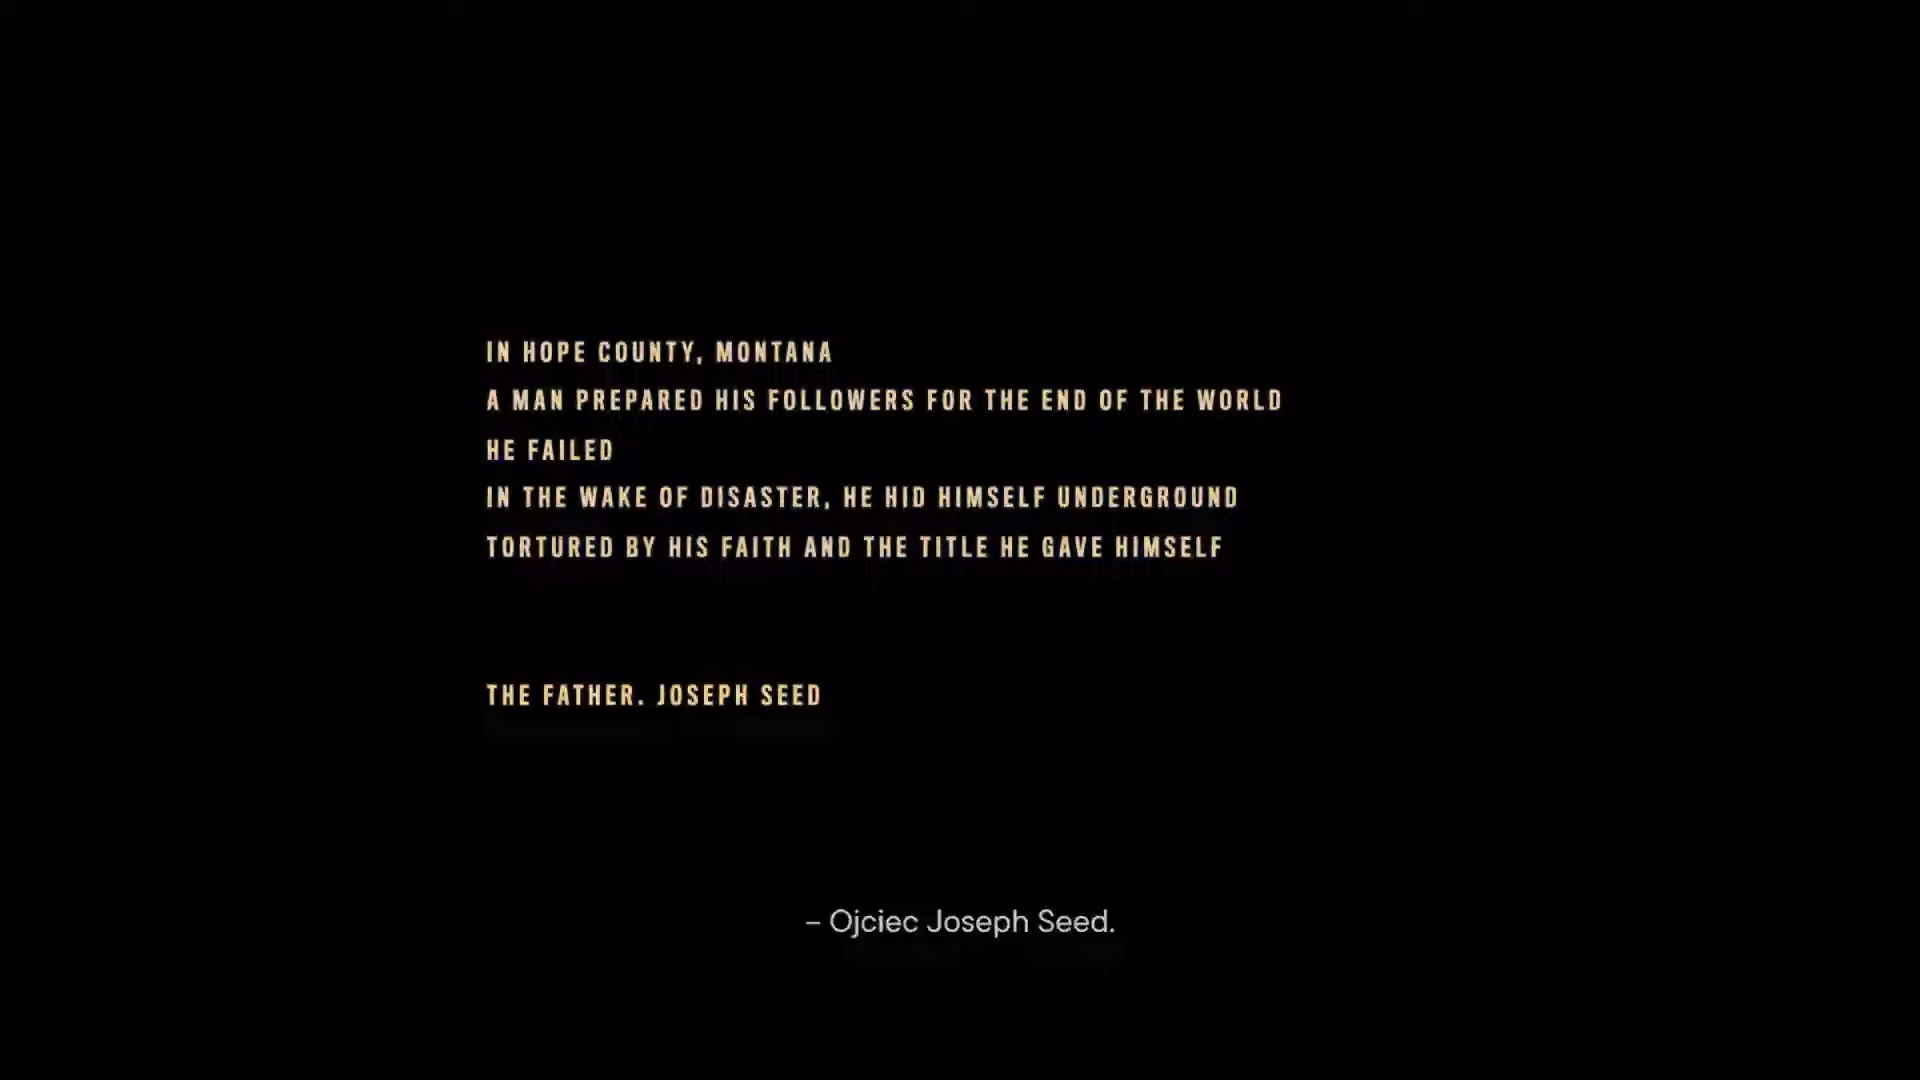 IN HOPE COUNTY, MONTANA
A MAN PREPARED HIS FOLLOWERS FOR THE END OF THE WORLD
HE FAILED
IN THE WAKE OF DISASTER, HE HID HIMSELF UNDERGROUND
TORTURED BY HIS FAITH AND THE TITLE HE GAVE HIMSELF
THE FATHER. JOSEPH SEED
– Ojciec Joseph Seed.